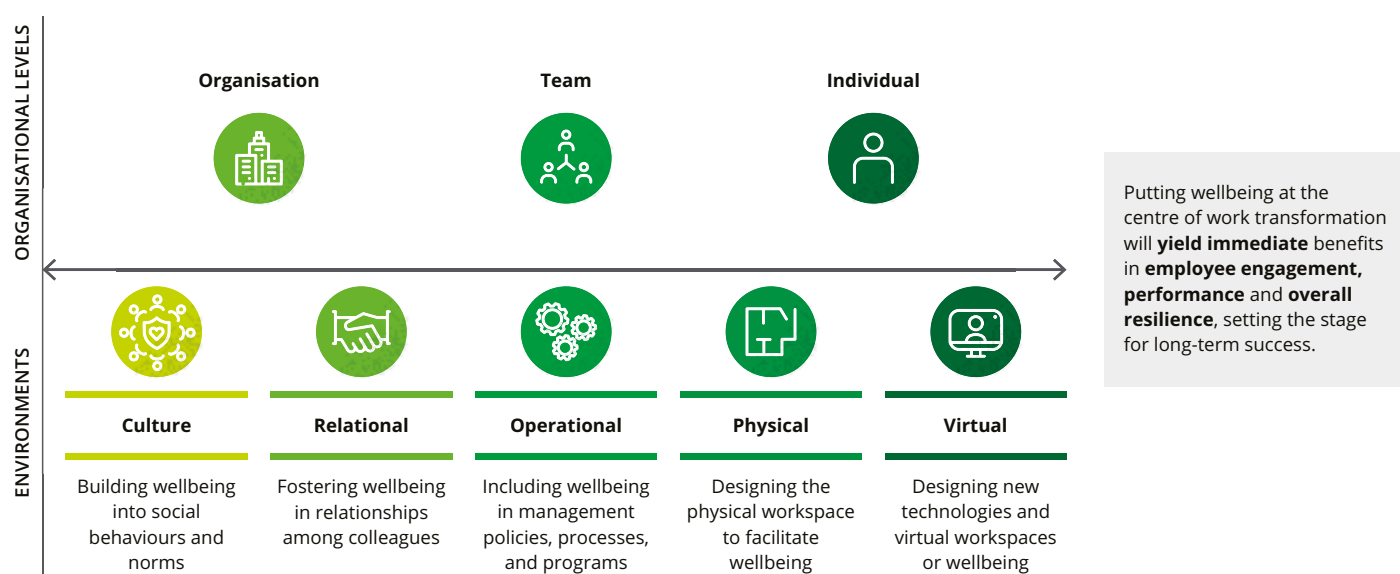 ORGANISATIONAL LEVELS
Organisation
Team
Individual
ENVIRONMENTS
Culture
Building wellbeing
into social
behaviours and
norms
Relational
Fostering wellbeing
in relationships
among colleagues
Operational
Including wellbeing
in management
policies, processes,
and programs
Physical
Designing the
physical workspace
to facilitate
wellbeing
Virtual
Designing new
technologies and
virtual workspaces
or wellbeing
Putting wellbeing at the
centre of work transformation
will yield immediate benefits
in employee engagement,
performance and overall
resilience, setting the stage
for long-term success.